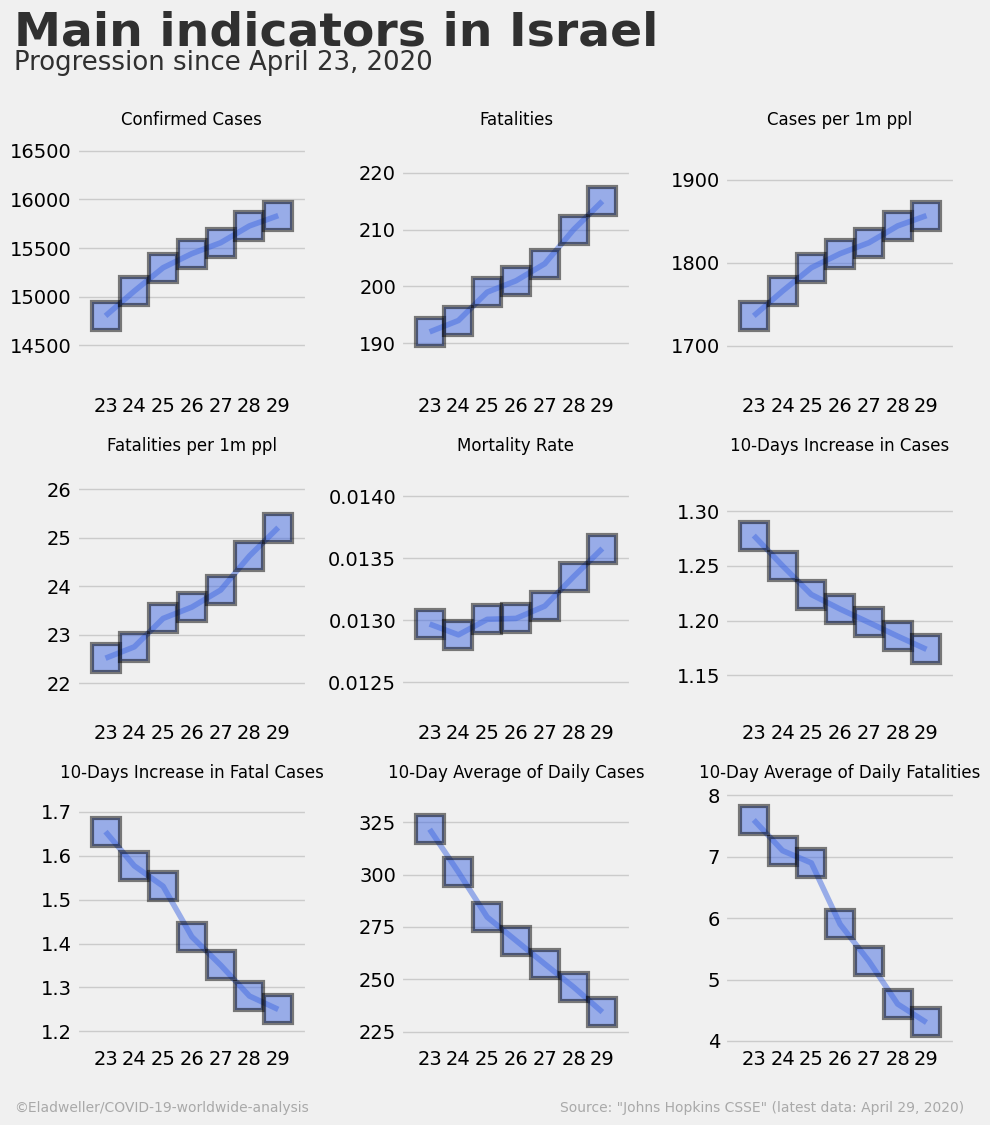 Main indicators in Israel
Progression since April 23, 2020
Confirmed Cases
16500
16000
15500
15000
14500
23 24 25 26 27 28 29
Fatalities
220
210
200
190
23 24 25 26 27 28 29
Cases per 1m ppl
1900
1800
1700
23 24 25 26 27 28 29
Fatalities per 1m ppl
26
25
24
23
22
23 24 25 26 27 28 29
Mortality Rate
0.0140
0.0135
0.0130
0.0125
23 24 25 26 27 28 29
10-Days Increase in Cases
1.30
1.25
1.20
1.15
23 24 25 26 27 28 29
10-Days Increase in Fatal Cases
1.7
1.6
1.5
1.4
1.3
1.2
23 24 25 26 27 28 29
10-Day Average of Daily Cases
325
300
275
250
225
23 24 25 26 27 28 29
10-Day Average of Daily Fatalities
8
7
6
5
4
23 24 25 26 27 28 29
©Eladweller/COVID-19-worldwide-analysis
Source: "Johns Hopkins CSSE" (latest data: April 29, 2020)